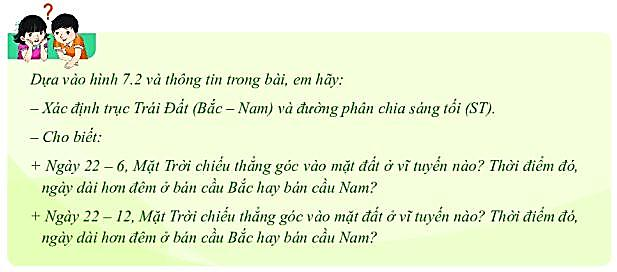 ?
Dựa vào hình 7.2 và thông tin trong bài, em hãy:
– Xác định trục Trái Đất (Bắc – Nam) và đường phân chia sáng tối (ST).
– Cho biết:
+ Ngày 22 – 6, Mặt Trời chiếu thẳng góc vào mặt đất ở vĩ tuyến nào? Thời điểm đó,
ngày dài hơn đêm ở bán cầu Bắc hay bán cầu Nam?
+ Ngày 22 – 12, Mặt Trời chiếu thẳng góc vào mặt đất ở vĩ tuyến nào? Thời điểm đó,
ngày dài hơn đêm ở bán cầu Bắc hay bán cầu Nam?